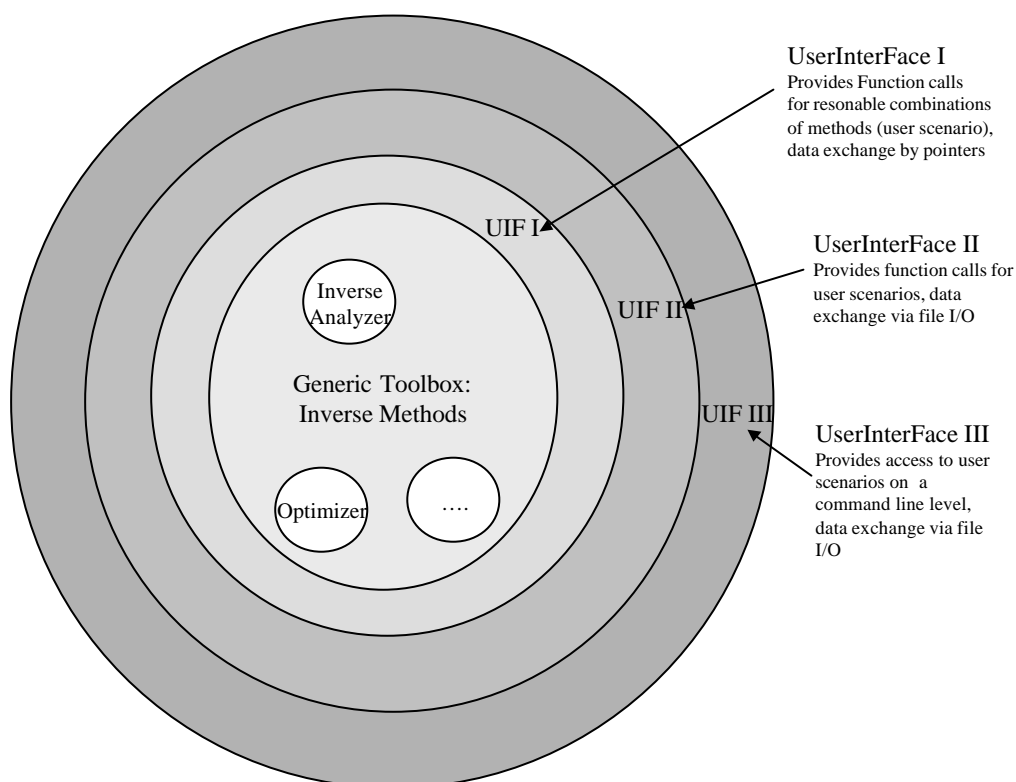 UserInterFace I
Provides Function calls
for resonable combinations
of methods (user scenario),
data exchange by pointers
UIF I
UserInterFace II
Provides function calls for
user scenarios, data
exchange via file I/O
UIF II
Inverse
Analyzer
Generic Toolbox:
Inverse Methods
UIF III
UserInterFace III
Provides access to user
scenarios on a
command line level,
data exchange via file
I/O
Optimizer
....